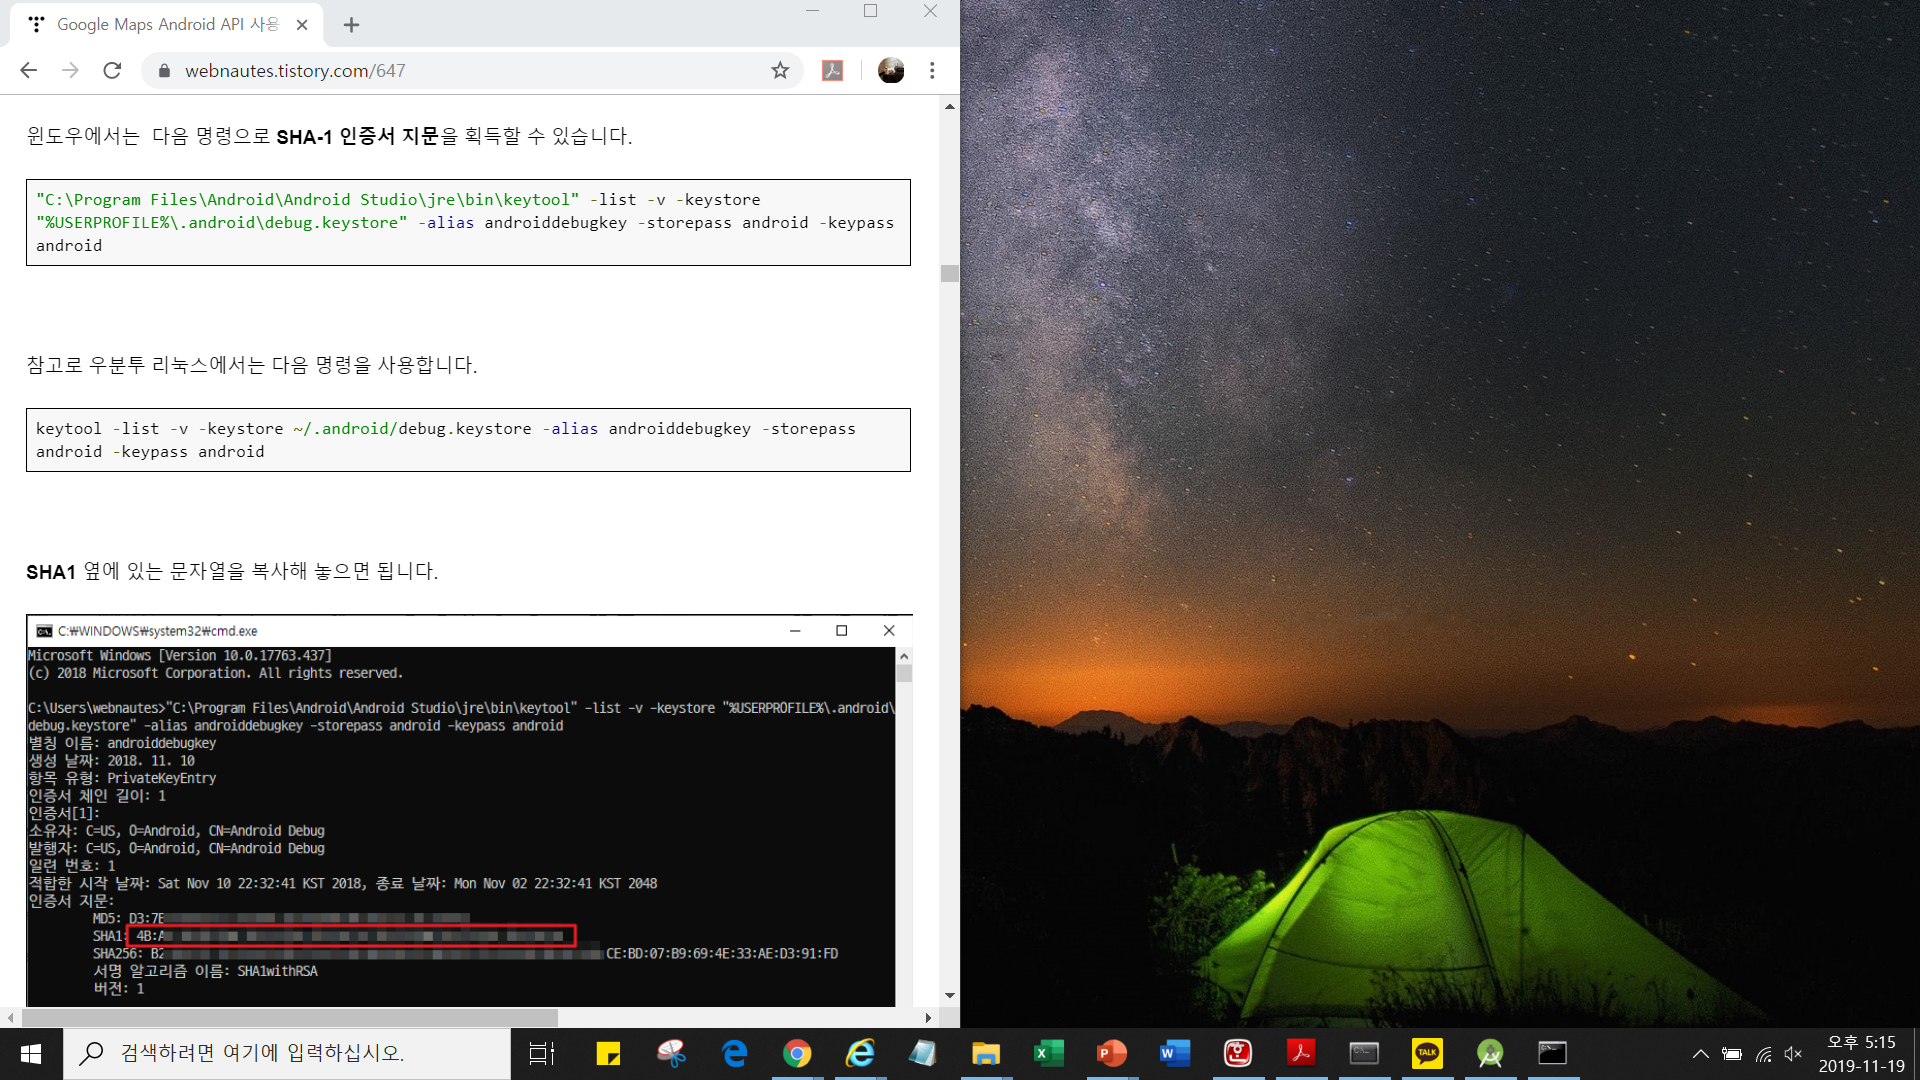 Google Maps Android API 사용
webnautes.tistory.com/647
윈도우에서는 다음 명령으로 SHA-1 인증서 지문을 획득할 수 있습니다.
"C:\Program Files\Android\Android Studio\jre\bin\keytool" -list -v -keystore
"%USERPROFILE%\.android\debug.keystore" -alias androiddebugkey -storepass android -keypass
android
참고로 우분투 리눅스에서는 다음 명령을 사용합니다.
keytool -list -v -keystore ~/.android/debug.keystore -alias androiddebugkey -storepass
android -keypass android
SHA1 옆에 있는 문자열을 복사해 놓으면 됩니다.
C:₩WINDOWS₩system32₩cmd.exe
Microsoft Windows [Version 10.0.17763.437]
(c) 2018 Microsoft Corporation. All rights reserved.
C:\Users\webnautes>"C:\Program Files\Android\Android Studio\jre\bin\keytool" -list -v -keystore "%USERPROFILE%\.android\
debug.keystore" -alias androiddebugkey -storepass android -keypass android
별칭 이름: androiddebugkey
생성 날짜: 2018. 11. 10
항목 유형: PrivateKeyEntry
인증서 체인 길이: 1
인증서[1]:
소유자: C=US, O=Android, CN=Android Debug
발행자: C=US, O=Android, CN=Android Debug
일련 번호: 1
적합한 시작 날짜: Sat Nov 10 22:32:41 KST 2018, 종료 날짜: Mon Nov 02 22:32:41 KST 2048
인증서 지문:
MD5: D3:7E
SHA1: 4B:A
SHA256: B2 CE:BD:07:B9:69:4E:33:AE:D3:91:FD
서명 알고리즘 이름: SHA1withRSA
버전: 1
검색하려면 여기에 입력하십시오.
TALK
오후 5:15
2019-11-19